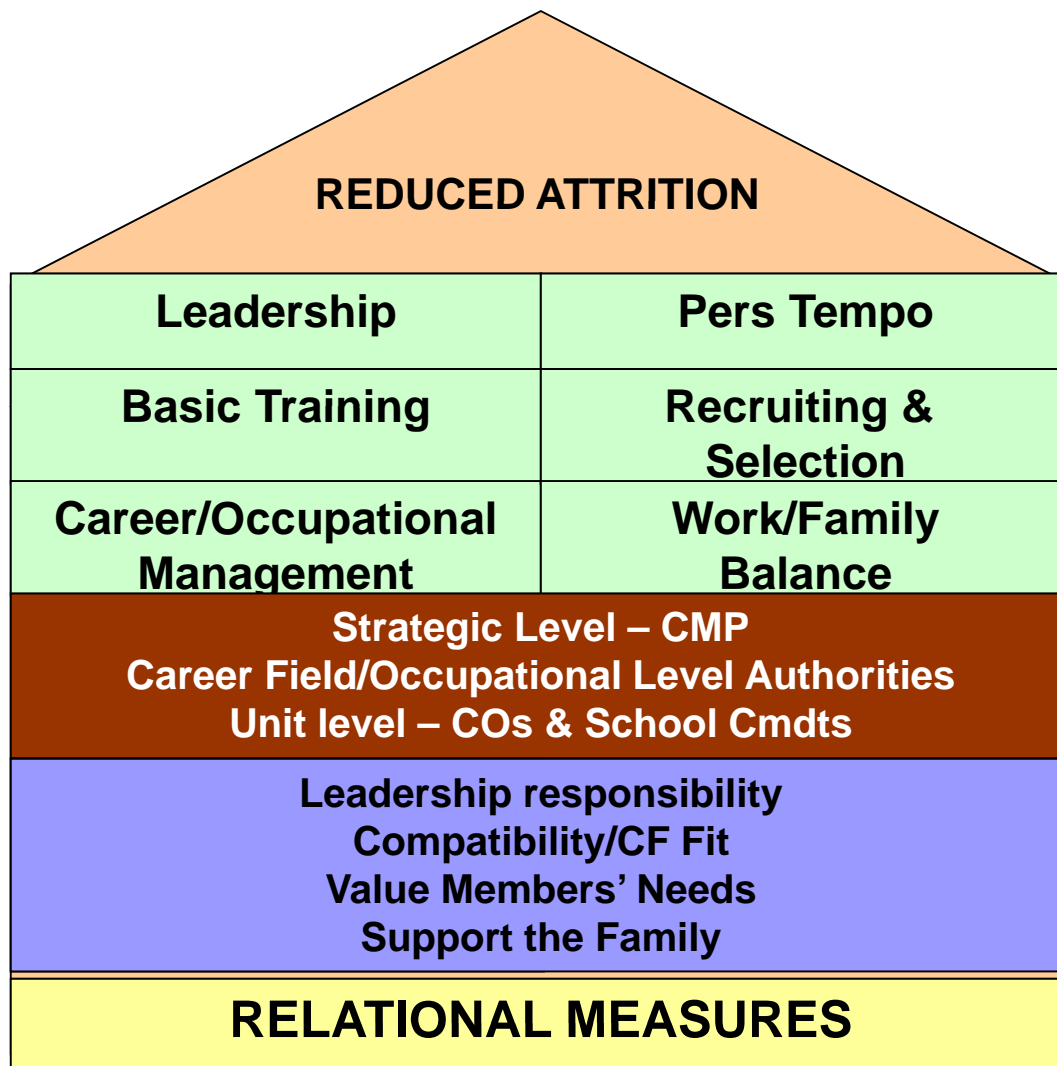 REDUCED ATTRITION
Leadership
Pers Tempo
Basic Training
Recruiting &
Selection
Career/Occupational
Management
Work/Family
Balance
Strategic Level – CMP
Career Field/Occupational Level Authorities
Unit level – COs & School Cmdts
Leadership responsibility
Compatibility/CF Fit
Value Members’ Needs
Support the Family
RELATIONAL MEASURES